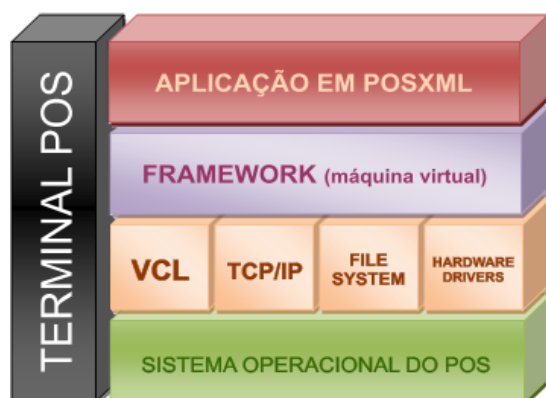 TERMINAL POS
APLICAÇÃO EM POSXML
FRAMEWORK (máquina virtual)
VCL
TCP/IP
FILE
SYSTEM
HARDWARE
DRIVERS
SISTEMA OPERACIONAL DO POS